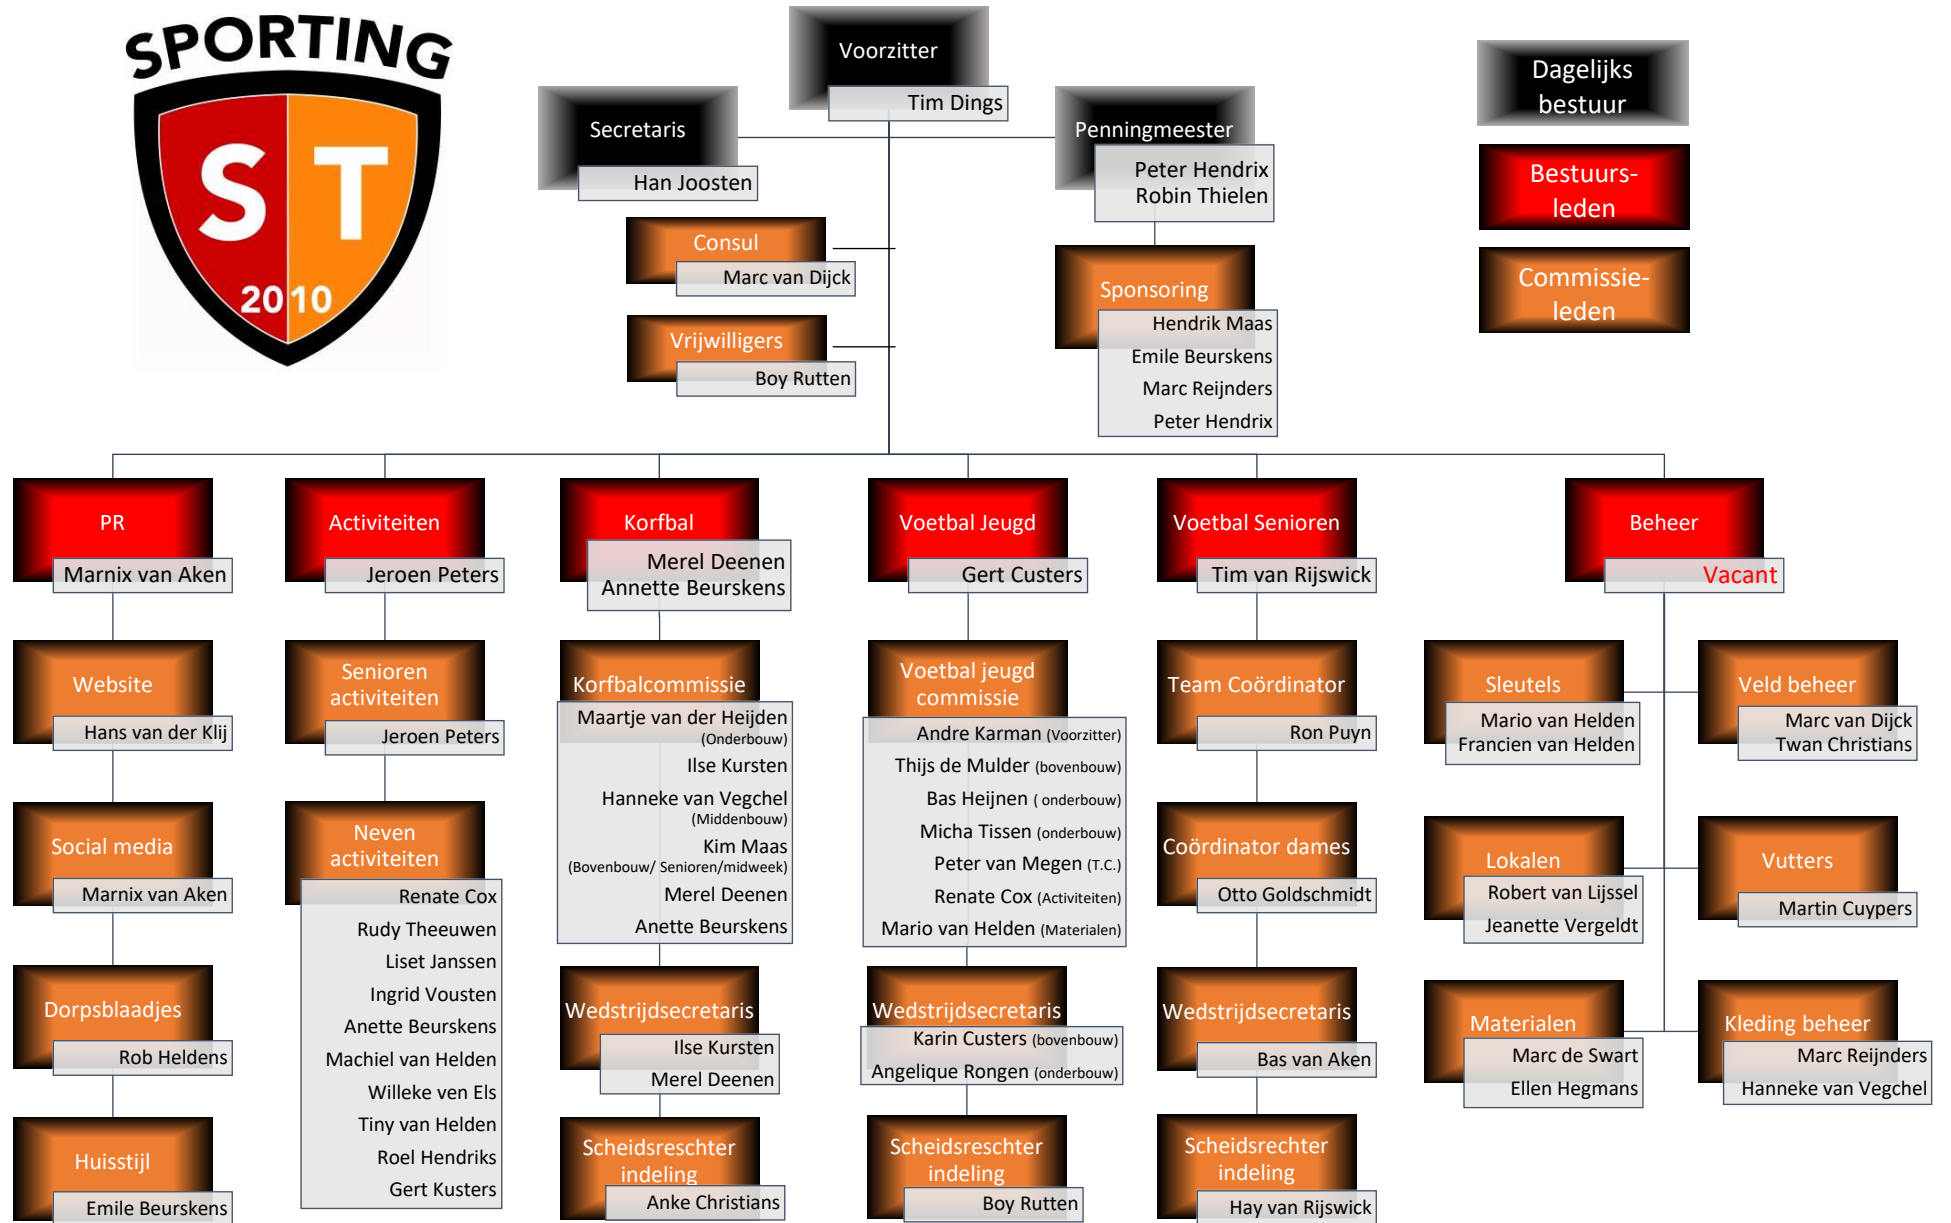 SPORTING
S T
2010
Voorzitter
Tim Dings
Secretaris
Han Joosten
Penningmeester
Peter Hendrix
Robin Thielen
Dagelijks
bestuur
Bestuurs-
leden
Commissie-
leden
Consul
Marc van Dijck
Vrijwilligers
Boy Rutten
Sponsoring
Hendrik Maas
Emile Beurskens
Marc Reijnders
Peter Hendrix
PR
Marnix van Aken
Website
Hans van der Klij
Social media
Marnix van Aken
Dorpsblaadjes
Rob Heldens
Huisstijl
Emile Beurskens
Activiteiten
Jeroen Peters
Senioren
activiteiten
Jeroen Peters
Neven
activiteiten
Renate Cox
Rudy Theeuwen
Liset Janssen
Ingrid Vousten
Anette Beurskens
Machiel van Helden
Willeke ven Els
Tiny van Helden
Roel Hendriks
Gert Kusters
Korfbal
Merel Deenen
Annette Beurskens
Korfbalcommissie
Maartje van der Heijden
(Onderbouw)
Ilse Kursten
Hanneke van Vegchel
(Middenbouw)
Kim Maas
(Bovenbouw/ Senioren/midweek)
Merel Deenen
Anette Beurskens
Wedstrijdsecretaris
Ilse Kursten
Merel Deenen
Scheidsreschter
indeling
Anke Christians
Voetbal Jeugd
Gert Custers
Voetbal jeugd
commissie
Andre Karman (Voorzitter)
Thijs de Mulder (bovenbouw)
Bas Heijnen ( onderbouw)
Micha Tissen (onderbouw)
Peter van Megen (T.C.)
Renate Cox (Activiteiten)
Mario van Helden (Materialen)
Wedstrijdsecretaris
Karin Custers (bovenbouw)
Angelique Rongen (onderbouw)
Scheidsreschter
indeling
Boy Rutten
Voetbal Senioren
Tim van Rijswick
Team Coördinator
Ron Puyn
Coördinator dames
Otto Goldschmidt
Wedstrijdsecretaris
Bas van Aken
Scheidsrechter
indeling
Hay van Rijswick
Beheer
Vacant
Sleutels
Mario van Helden
Francien van Helden
Veld beheer
Marc van Dijck
Twan Christians
Lokalen
Robert van Lijssel
Jeanette Vergeldt
Vutters
Martin Cuypers
Materialen
Marc de Swart
Ellen Hegmans
Kleding beheer
Marc Reijnders
Hanneke van Vegchel